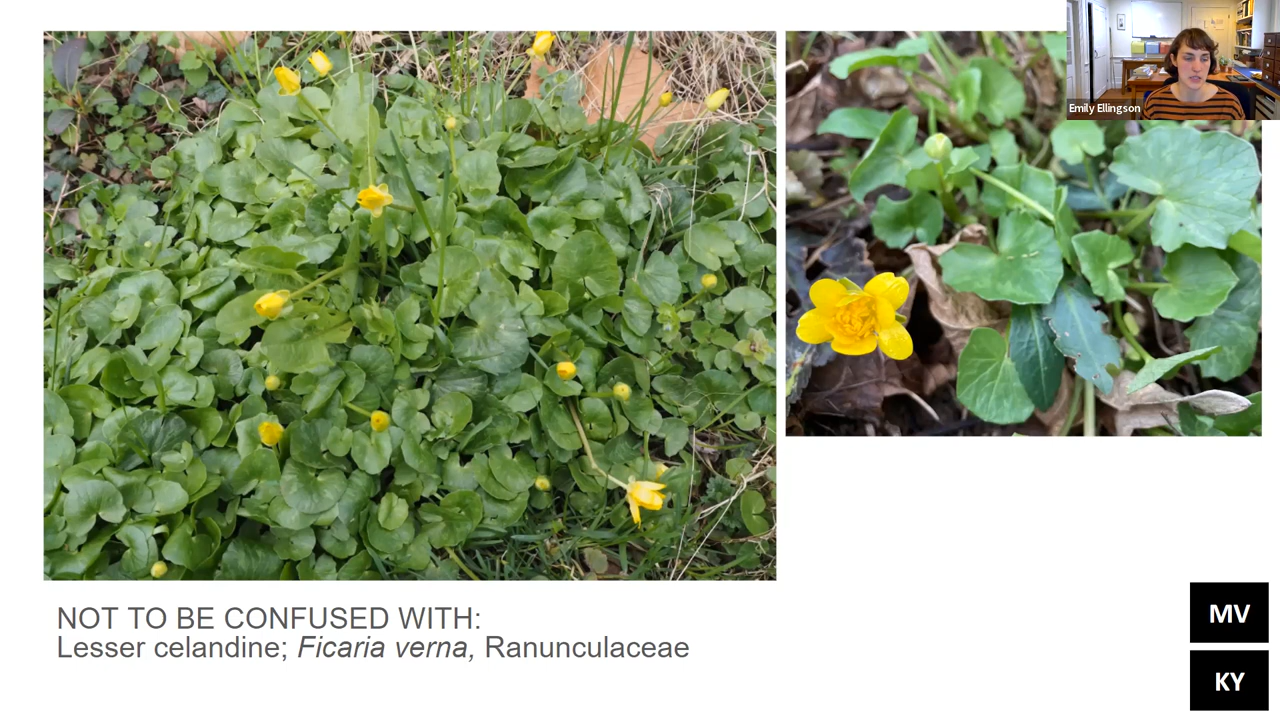 Emily Ellingson
NOT TO BE CONFUSED WITH:
Lesser celandine; Ficaria verna, Ranunculaceae
MV
KY